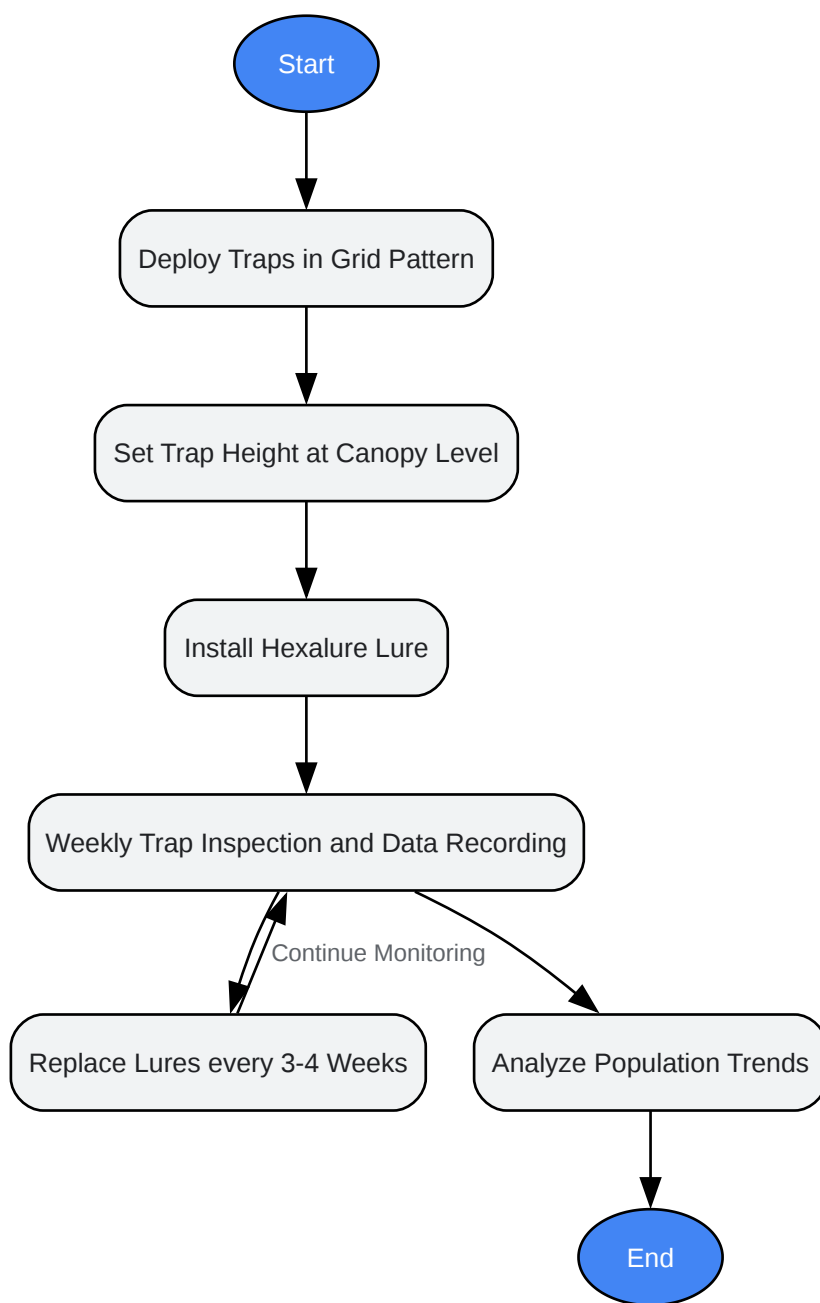 Start
Deploy Traps in Grid Pattern
Set Trap Height at Canopy Level
Install Hexalure Lure
Weekly Trap Inspection and Data Recording
Continue Monitoring
Replace Lures every 3-4 Weeks
Analyze Population Trends
End